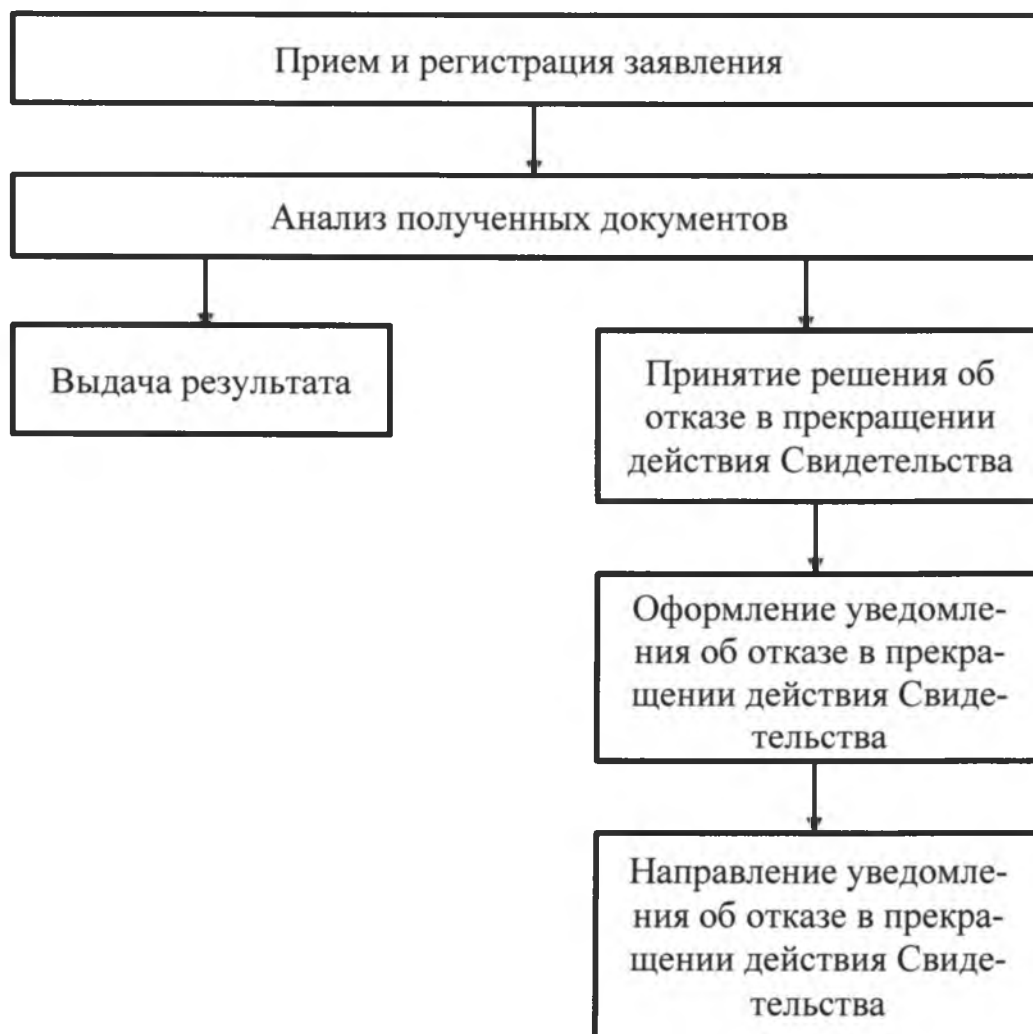 Прием и регистрация заявления
Анализ полученных документов
Выдача результата
Принятие решения об
отказе в прекращении
действия Свидетельства
Оформление уведомле-
ния об отказе в прекра-
щении действия Свиде-
тельства
Направление уведомле-
ния об отказе в прекра-
щении действия Свиде-
тельства